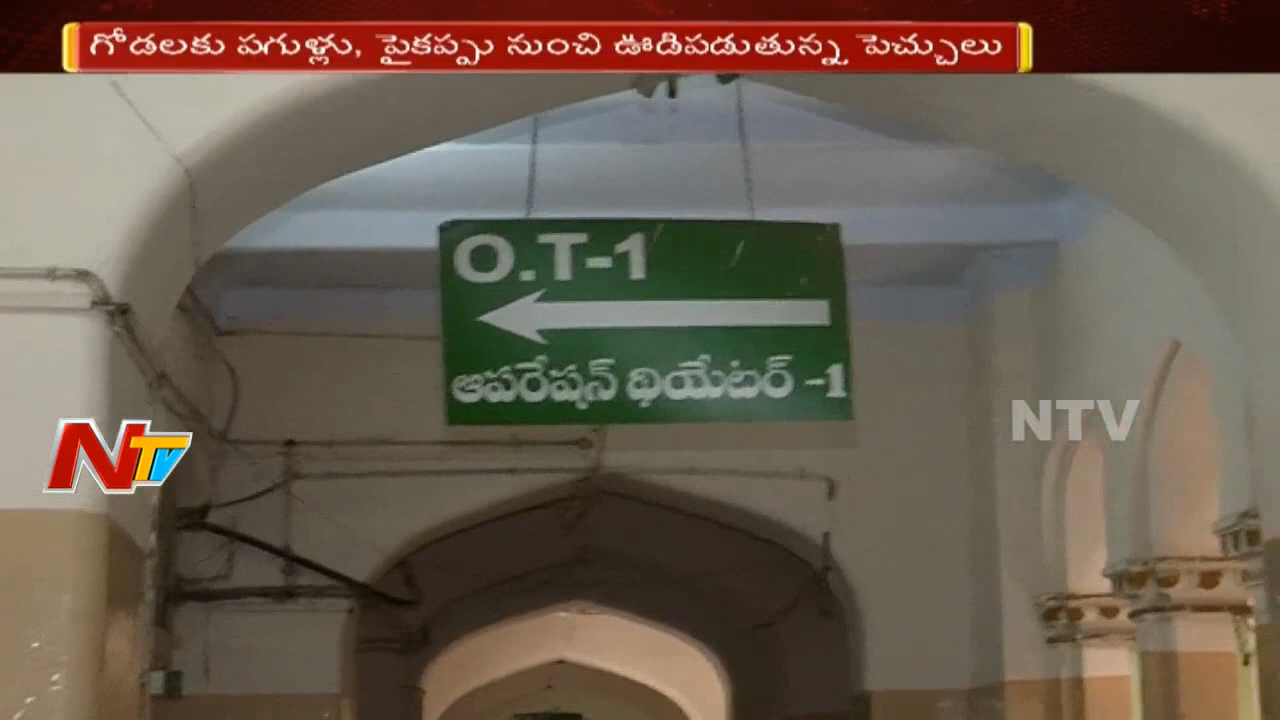 గోడలకు పగుళ్లు, పైకప్పు నుంచి ఊడిపడుతున్న పెచ్చులు
O.T-1
ఆపరేషన్ థియేటర్ -1
NTV
NTV